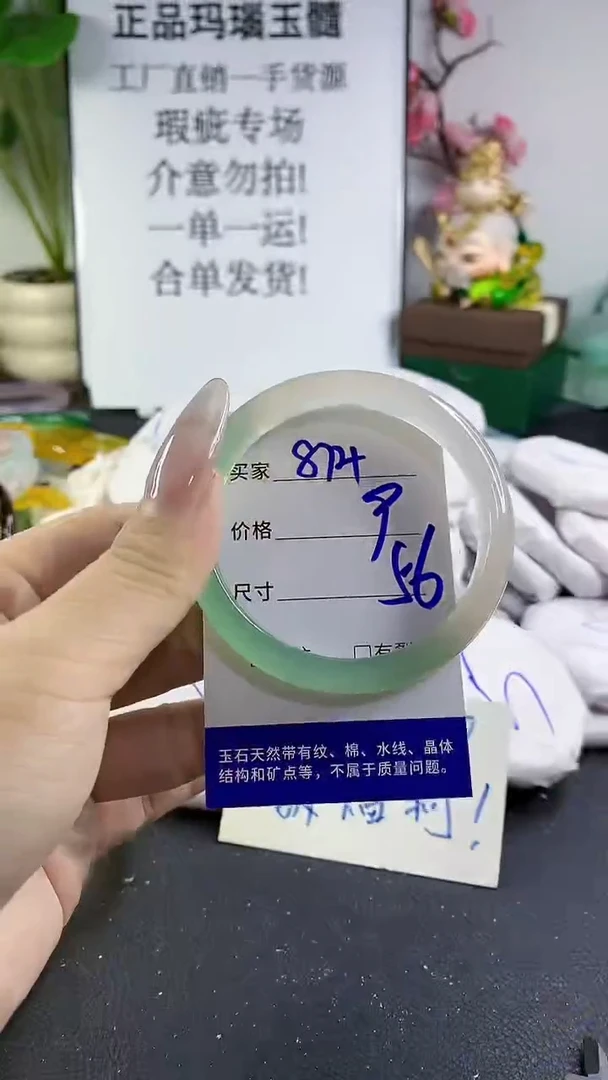 正品玛瑙玉髓
工厂直销一手货源
瑕疵专场
介意勿拍!
一单一运!
合单发货!
买家 874
价格
尺寸 56
囗有裂
玉石天然带有纹、棉、水线、晶体
结构和矿点等，不属于质量问题。